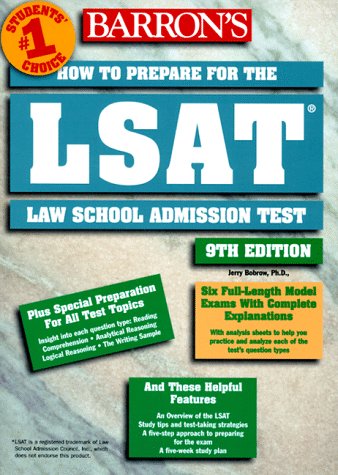 STUDENTS'
#1
CHOICE
BARRON'S
HOW TO PREPARE FOR THE
LSAT®
LAW SCHOOL ADMISSION TEST
9TH EDITION
Jerry Bobrow, Ph.D.,
Plus Special Preparation
For All Test Topics
Insight into each question type: Reading
Comprehension • Analytical Reasoning
Logical Reasoning • The Writing Sample
Six Full-Length Model
Exams With Complete
Explanations
With analysis sheets to help you
practice and analyze each of the
test's question types
And These Helpful
Features
An Overview of the LSAT
Study tips and test-taking strategies
A five-step approach to preparing
for the exam
A five-week study plan
*LSAT is a registered trademark of Law
School Admission Council, Inc., which
does not endorse this product.